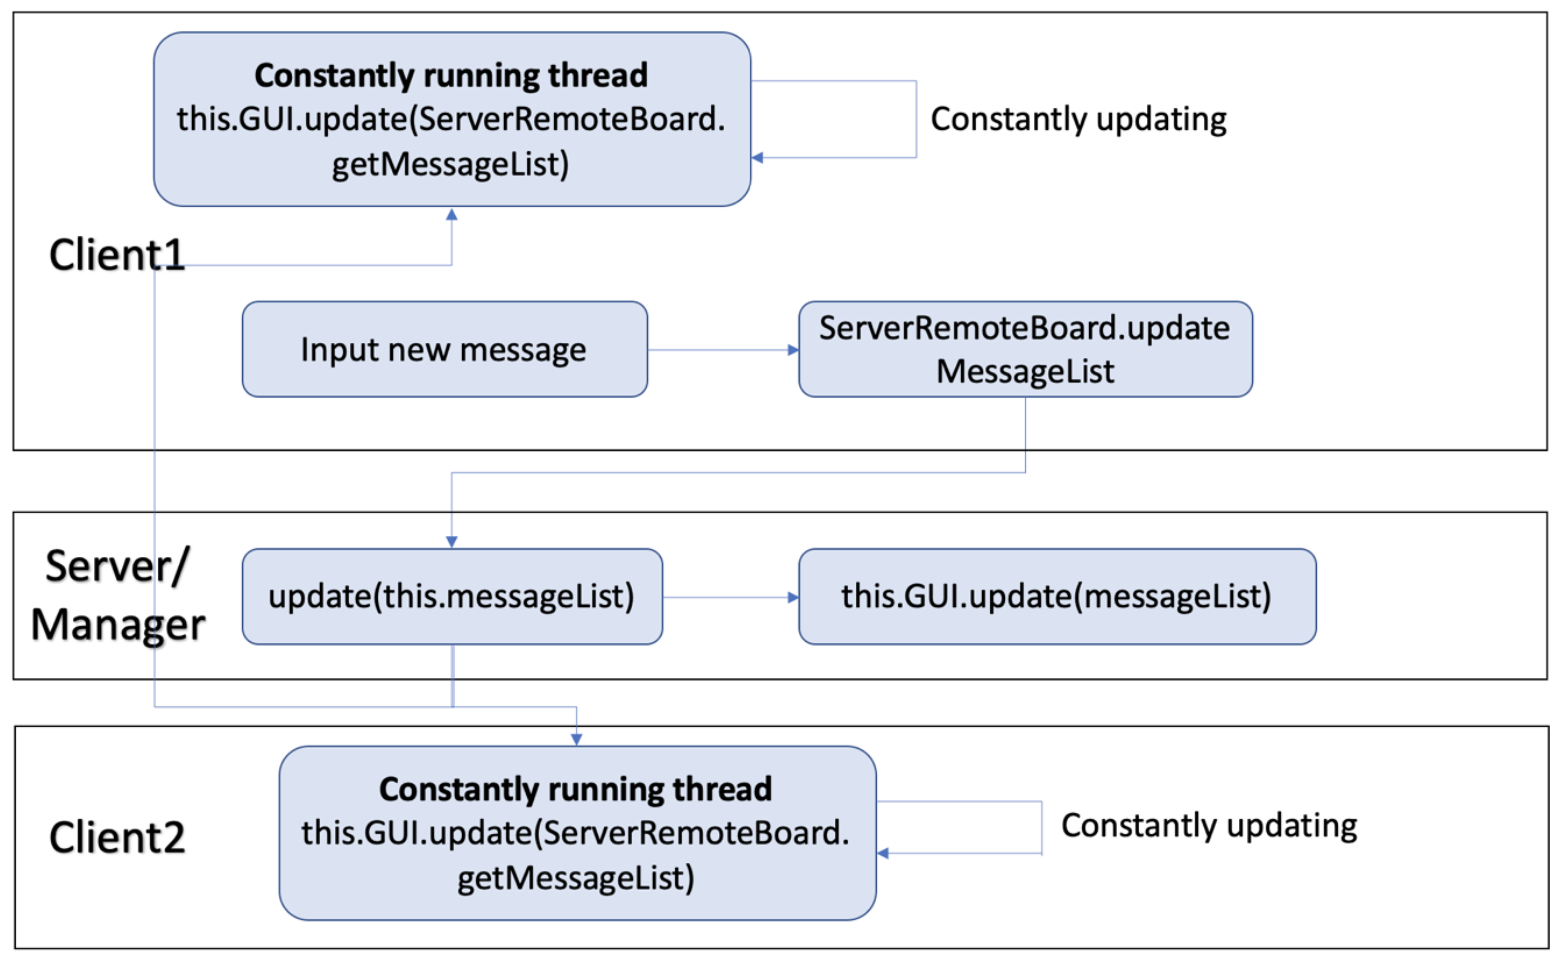 Constantly running thread
this.GUI.update(ServerRemoteBoard.
getMessageList)
Constantly updating
Client1
Input new message
ServerRemoteBoard.update
MessageList
Server/
Manager
update(this.messageList)
this.GUI.update(messageList)
Client2
Constantly running thread
this.GUI.update(ServerRemoteBoard.
getMessageList)
Constantly updating